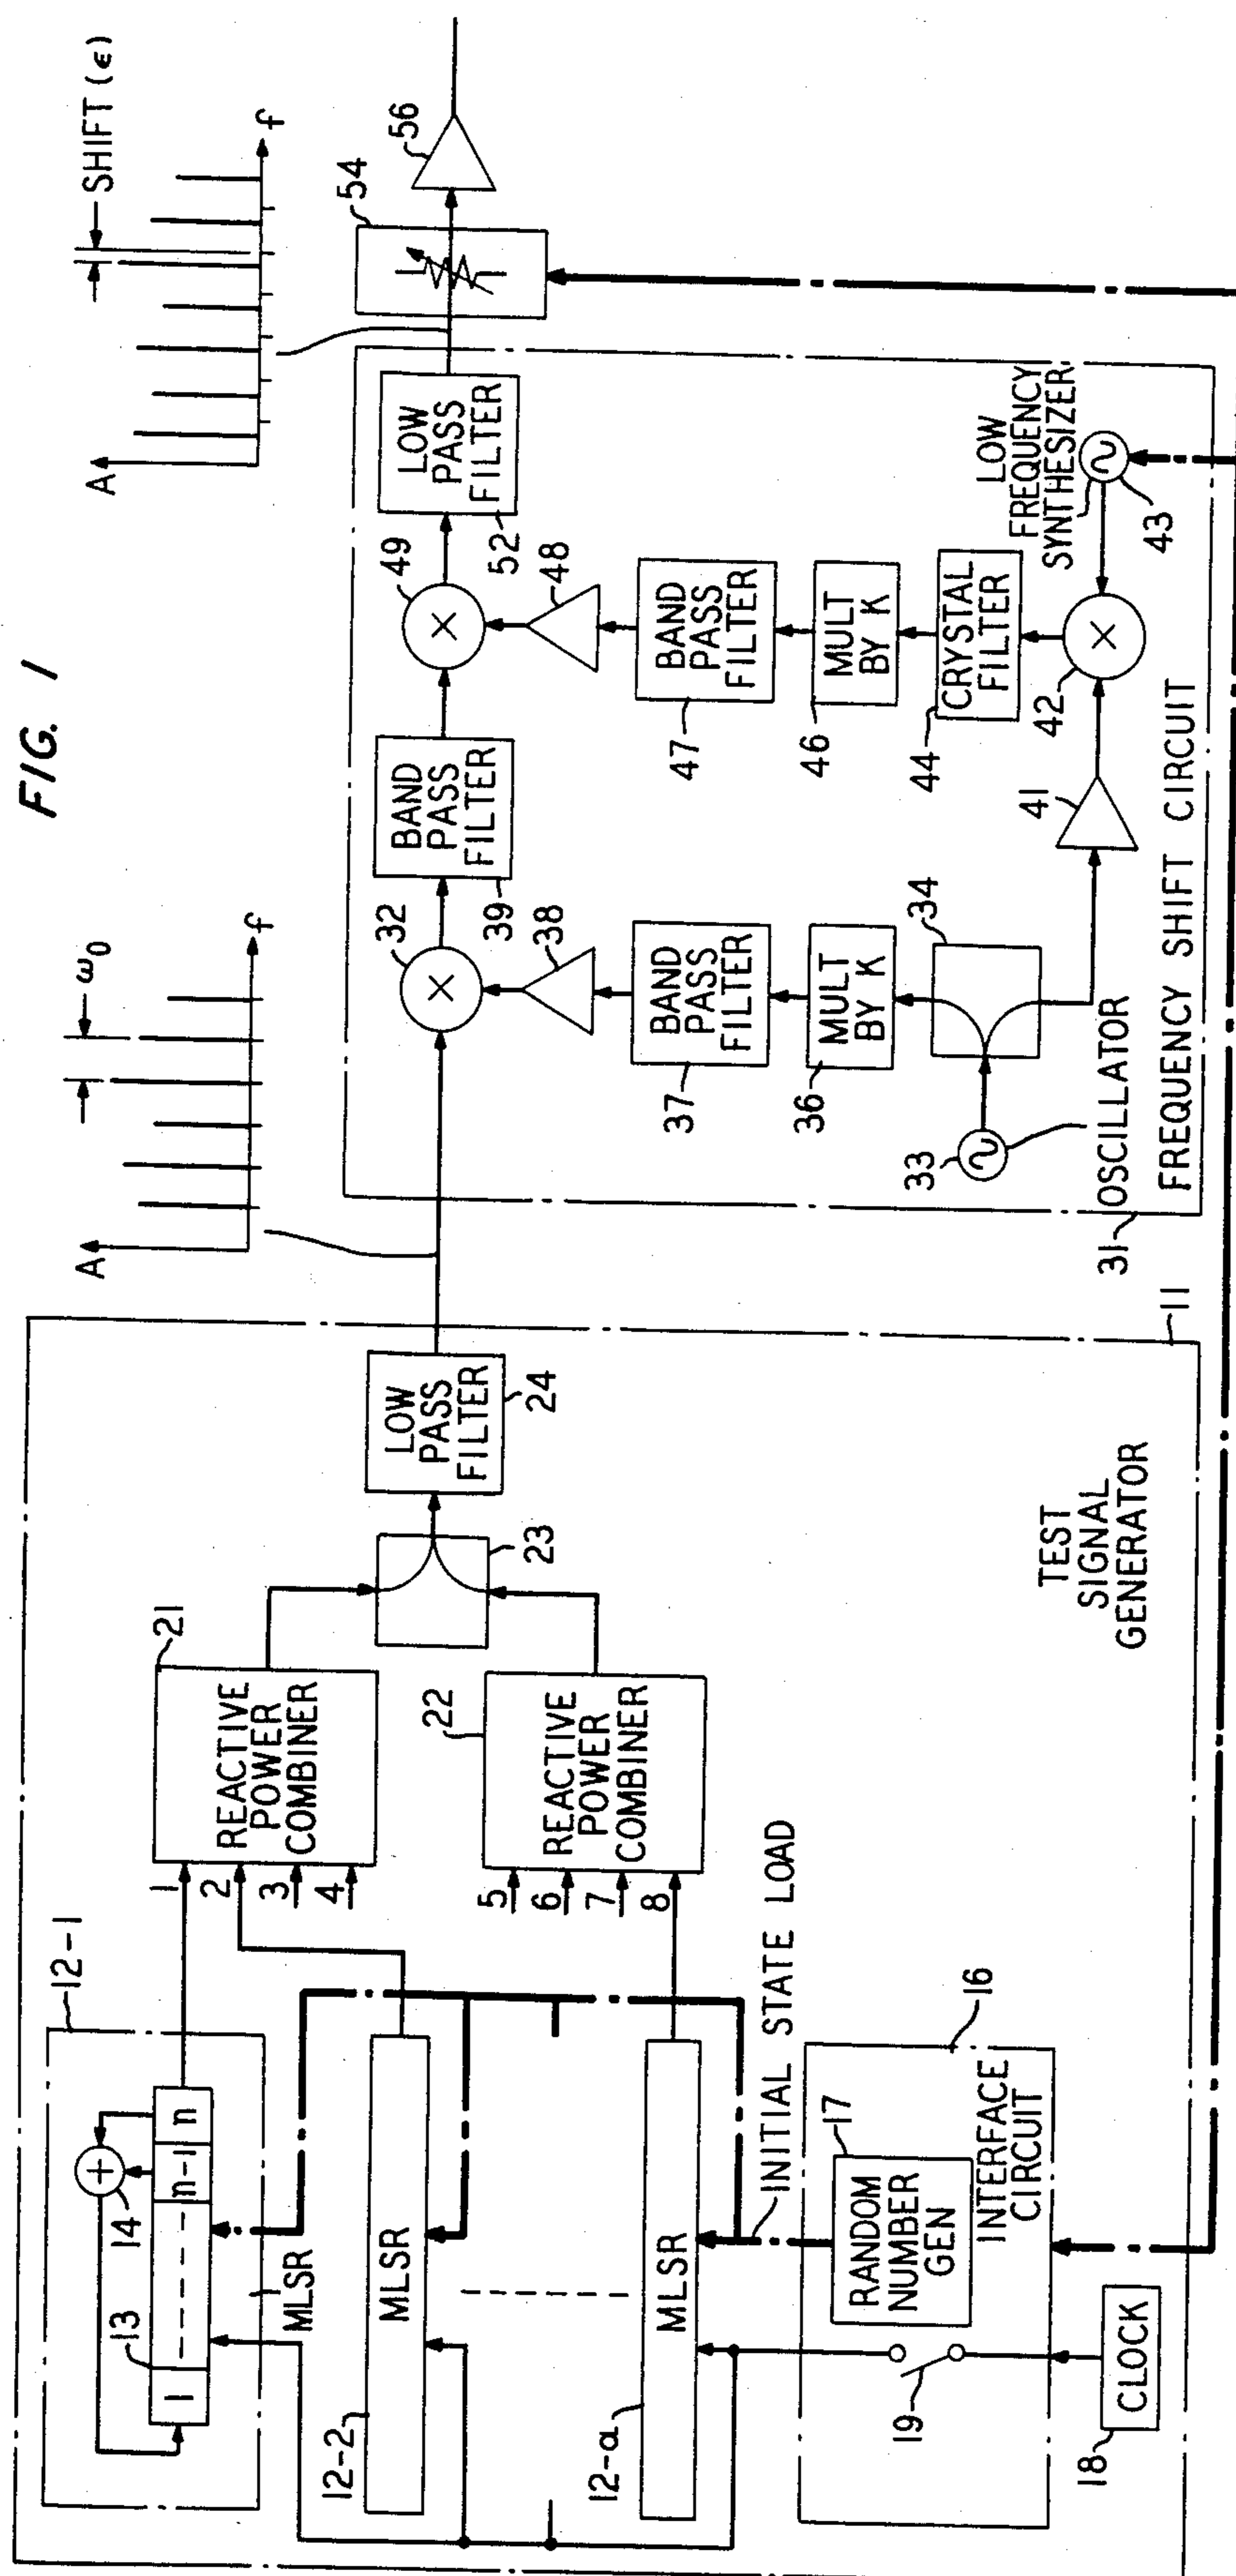 FIG. 1
12-1
13
14
1
n-1
n
MLSR
12-2
MLSR
12-a
MLSR
INITIAL STATE LOAD
16
17
RANDOM
NUMBER
GEN
INTERFACE
CIRCUIT
18
CLOCK
19
1
2
3
4
21
REACTIVE
POWER
COMBINER
5
6
7
8
22
REACTIVE
POWER
COMBINER
23
LOW
PASS
FILTER
24
TEST
SIGNAL
GENERATOR
11
A
ω0
f
32
BAND
PASS
FILTER
39
49
LOW
PASS
FILTER
52
38
48
BAND
PASS
FILTER
37
BAND
PASS
FILTER
47
MULT
BY K
36
MULT
BY K
46
CRYSTAL
FILTER
44
34
33
OSCILLATOR
41
42
LOW
FREQUENCY
SYNTHESIZER
43
31
FREQUENCY SHIFT CIRCUIT
A
SHIFT (ϵ)
f
54
56